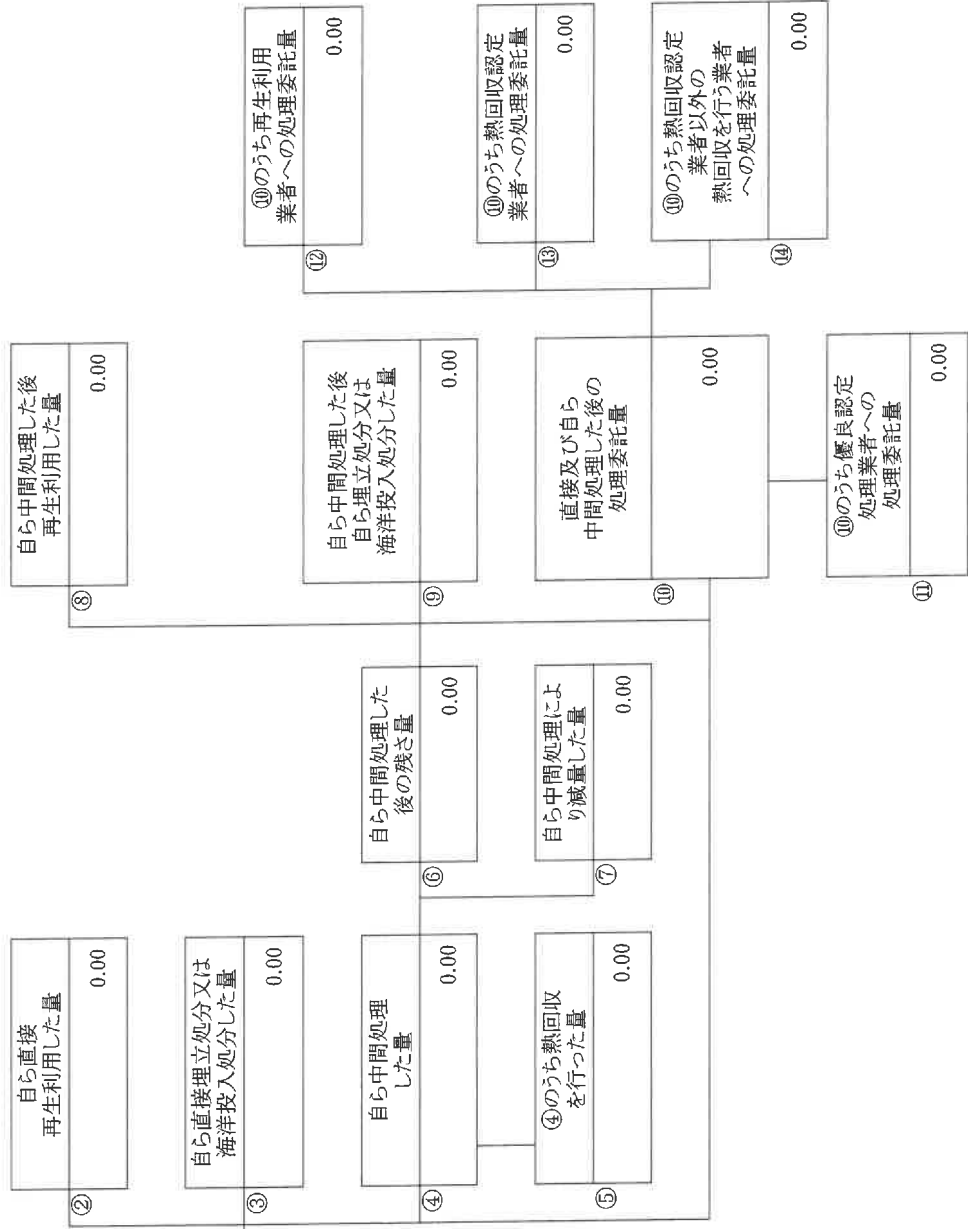 ②
自ら直接
再生利用した量
0.00
③
自ら直接埋立処分又は
海洋投入処分した量
0.00
④
自ら中間処理
した量
0.00
⑤
④のうち熱回収
を行った量
0.00
⑥
自ら中間処理した
後の残さ量
0.00
⑦
自ら中間処理によ
り減量した量
0.00
⑧
自ら中間処理した後
再生利用した量
0.00
⑨
自ら中間処理した後
自ら埋立処分又は
海洋投入処分した量
0.00
⑩
直接及び自ら
中間処理した後の
処理委託量
0.00
⑪
⑩のうち優良認定
処理業者への
処理委託量
0.00
⑫
⑩のうち再生利用
業者への処理委託量
0.00
⑬
⑩のうち熱回収認定
業者への処理委託量
0.00
⑭
⑩のうち熱回収認定
業者以外の
熱回収を行う業者
への処理委託量
0.00